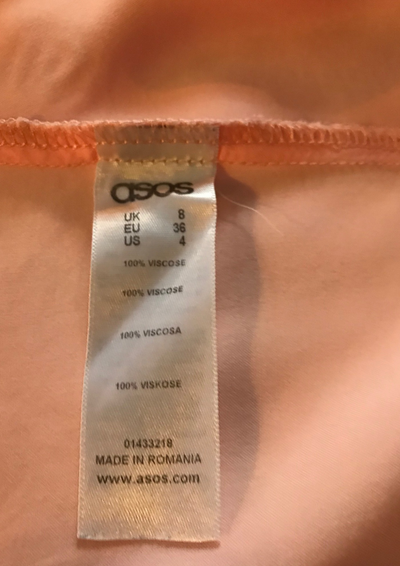 asos
UK 8
EU 36
US 4
100% VISCOSE
100% VISCOSE
100% VISCOSA
100% VISKOSE
01433218
MADE IN ROMANIA
www.asos.com